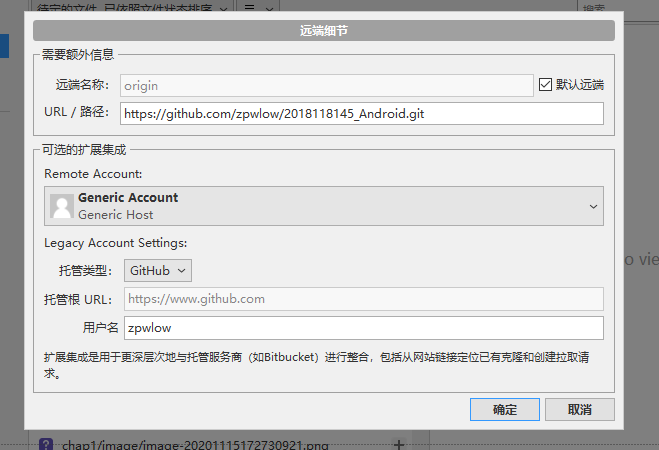 待定的文件, 已依照文件状态排序
搜索
远端细节
需要额外信息
远端名称: origin 默认远端
URL / 路径: https://github.com/zpwlow/2018118145_Android.git
可选的扩展集成
Remote Account:
Generic Account
Generic Host
Legacy Account Settings:
托管类型: GitHub
托管根 URL: https://www.github.com
用户名 zpwlow
扩展集成是用于更深层次地与托管服务商（如Bitbucket）进行整合，包括从网站链接定位已有克隆和创建拉取请
求。
确定 取消
o vie
chap1/image/image-20201115172730921.png